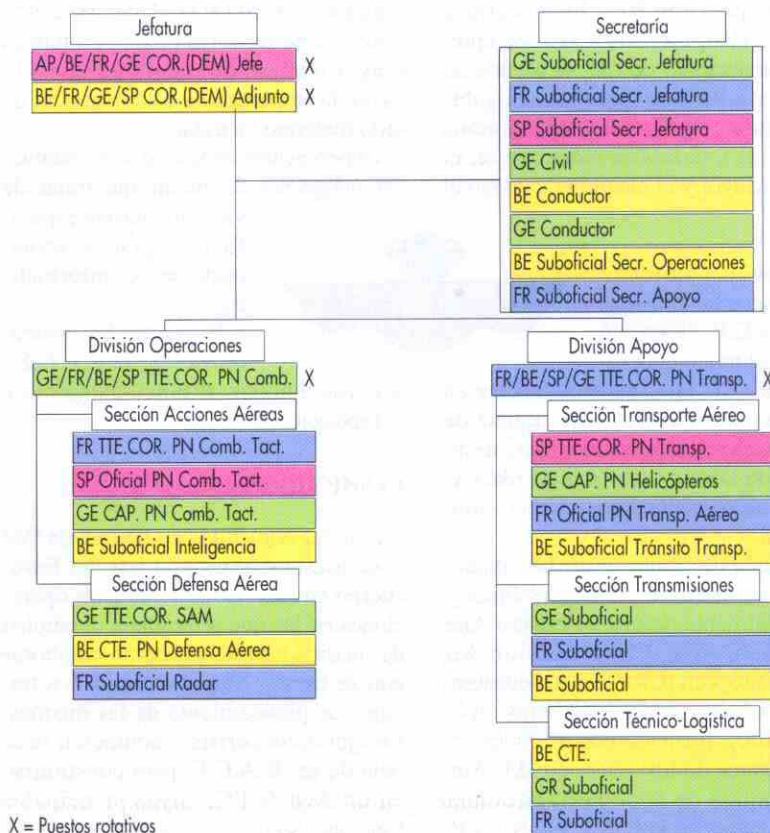 Jefatura
AP/BE/FR/GE COR.(DEM) Jefe X
BE/FR/GE/SP COR.(DEM) Adjunto X
Secretaría
GE Suboficial Secr. Jefatura
FR Suboficial Secr. Jefatura
SP Suboficial Secr. Jefatura
GE Civil
BE Conductor
GE Conductor
BE Suboficial Secr. Operaciones
FR Suboficial Secr. Apoyo
División Operaciones
GE/FR/BE/SP TTE.COR. PN Comb. X
Sección Acciones Aéreas
FR TTE.COR. PN Comb. Tact.
SP Oficial PN Comb. Tact.
GE CAP. PN Comb. Tact.
BE Suboficial Inteligencia
Sección Defensa Aérea
GE TTE.COR. SAM
BE CTE. PN Defensa Aérea
FR Suboficial Radar
División Apoyo
FR/BE/SP/GE TTE.COR. PN Transp. X
Sección Transporte Aéreo
SP TTE.COR. PN Transp.
GE CAP. PN Helicópteros
FR Oficial PN Transp. Aéreo
BE Suboficial Tránsito Transp.
Sección Transmisiones
GE Suboficial
FR Suboficial
BE Suboficial
Sección Técnico-Logística
BE CTE.
GR Suboficial
FR Suboficial
X = Puestos rotativos